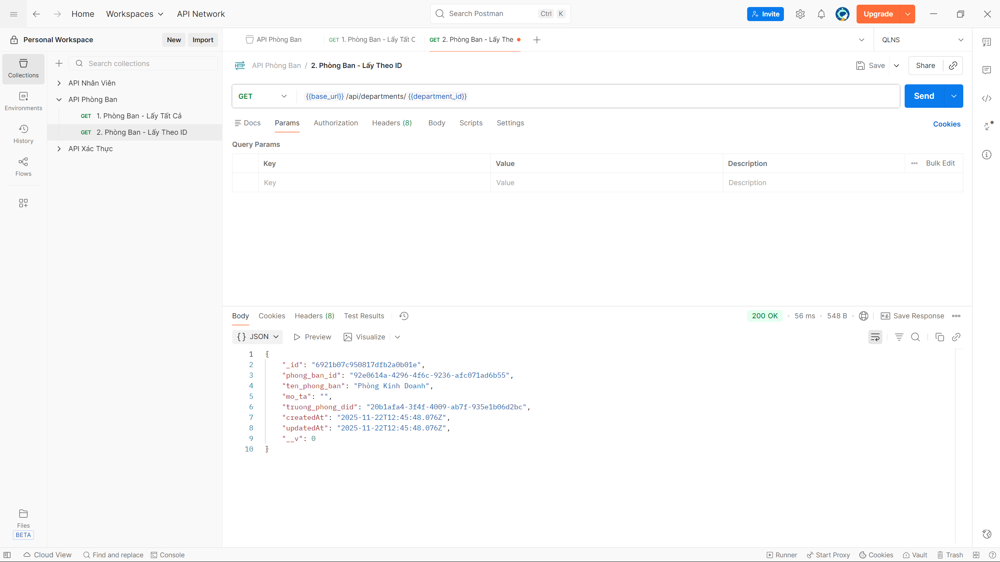 Home Workspaces API Network Search Postman Ctrl K Invite Upgrade
Personal Workspace New Import
API Phòng Ban GET 1. Phòng Ban - Lấy Tất C GET 2. Phòng Ban - Lấy The QLNS
Collections
Environments
History
Flows
Files
BETA
Search collections
API Nhân Viên
API Phòng Ban
GET 1. Phòng Ban - Lấy Tất Cả
GET 2. Phòng Ban - Lấy Theo ID
API Xác Thực
HTTP API Phòng Ban / 2. Phòng Ban - Lấy Theo ID Save Share
GET {{base_url}}/api/departments/{{department_id}} Send
Docs Params Authorization Headers (8) Body Scripts Settings Cookies
Query Params
Key Value Description Bulk Edit
Key Value Description
Body Cookies Headers (8) Test Results 200 OK 56 ms 548 B e.g. Save Response
{} JSON Preview Visualize
1 {
2 "_id": "6921b07c950817dfb2a0b01e",
3 "phong_ban_id": "92e0614a-4296-4f6c-9236-afc071ad6b55",
4 "ten_phong_ban": "Phòng Kinh Doanh",
5 "mo_ta": "",
6 "truong_phong_did": "20b1afa4-3f4f-4009-ab7f-935e1b06d2bc",
7 "createdAt": "2025-11-22T12:45:48.076Z",
8 "updatedAt": "2025-11-22T12:45:48.076Z",
9 "__v": 0
10 }
Cloud View Find and replace Console Runner Start Proxy Cookies Vault Trash